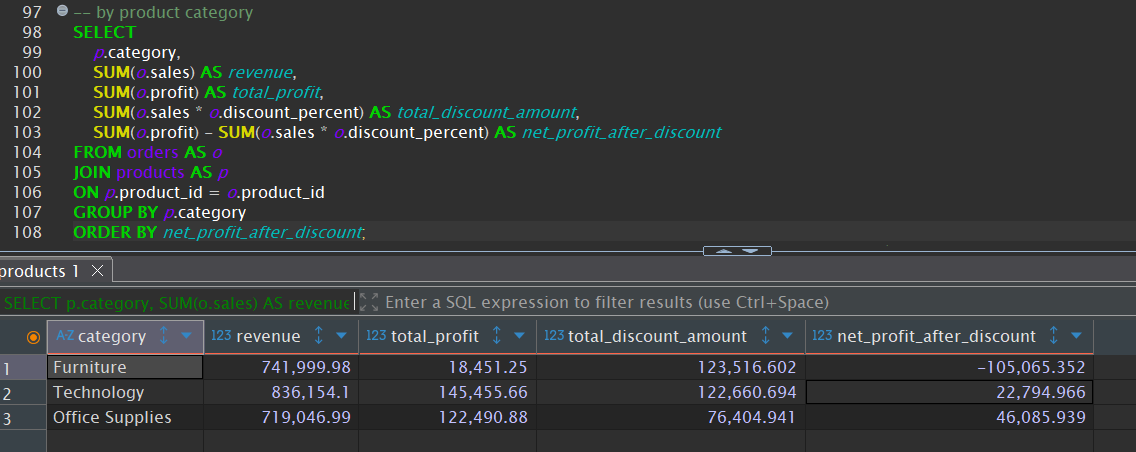 97 -- by product category
98 SELECT
99 p.category,
100 SUM(o.sales) AS revenue,
101 SUM(o.profit) AS total_profit,
102 SUM(o.sales * o.discount_percent) AS total_discount_amount,
103 SUM(o.profit) - SUM(o.sales * o.discount_percent) AS net_profit_after_discount
104 FROM orders AS o
105 JOIN products AS p
106 ON p.product_id = o.product_id
107 GROUP BY p.category
108 ORDER BY net_profit_after_discount;
products 1
SELECT p.category, SUM(o.sales) AS revenue Enter a SQL expression to filter results (use Ctrl+Space)
A-Z category 123 revenue 123 total_profit 123 total_discount_amount 123 net_profit_after_discount
1 Furniture 741,999.98 18,451.25 123,516.602 -105,065.352
2 Technology 836,154.1 145,455.66 122,660.694 22,794.966
3 Office Supplies 719,046.99 122,490.88 76,404.941 46,085.939